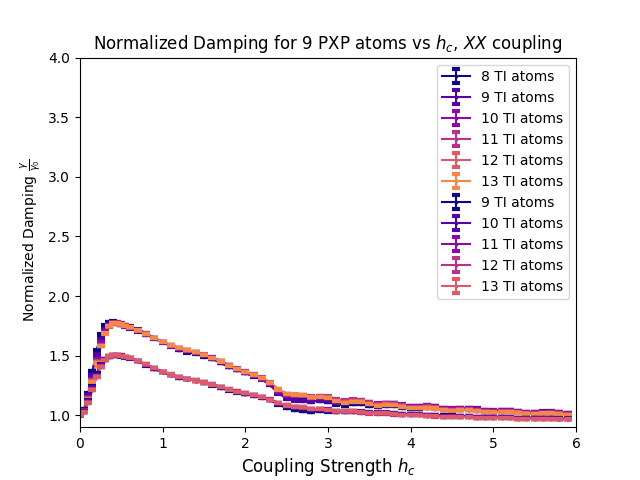 Normalized Damping for 9 PXP atoms vs h_c, XX coupling
4.0
3.5
3.0
2.5
2.0
1.5
1.0
Normalized Damping γ/γ₀
8 TI atoms
9 TI atoms
10 TI atoms
11 TI atoms
12 TI atoms
13 TI atoms
9 TI atoms
10 TI atoms
11 TI atoms
12 TI atoms
13 TI atoms
0 1 2 3 4 5 6
Coupling Strength h_c